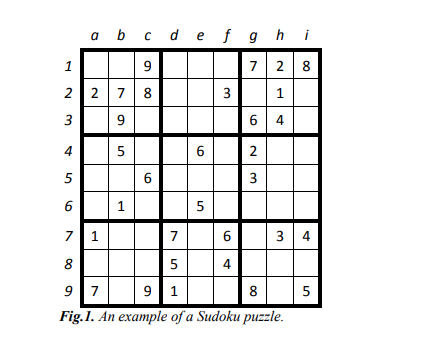 a b c d e f g h i
1 9 7 2 8
2 2 7 8 3 1
3 9 6 4
4 5 6 2
5 6 3
6 1 5
7 1 7 6 3 4
8 5 4
9 7 9 1 8 5
Fig.1. An example of a Sudoku puzzle.